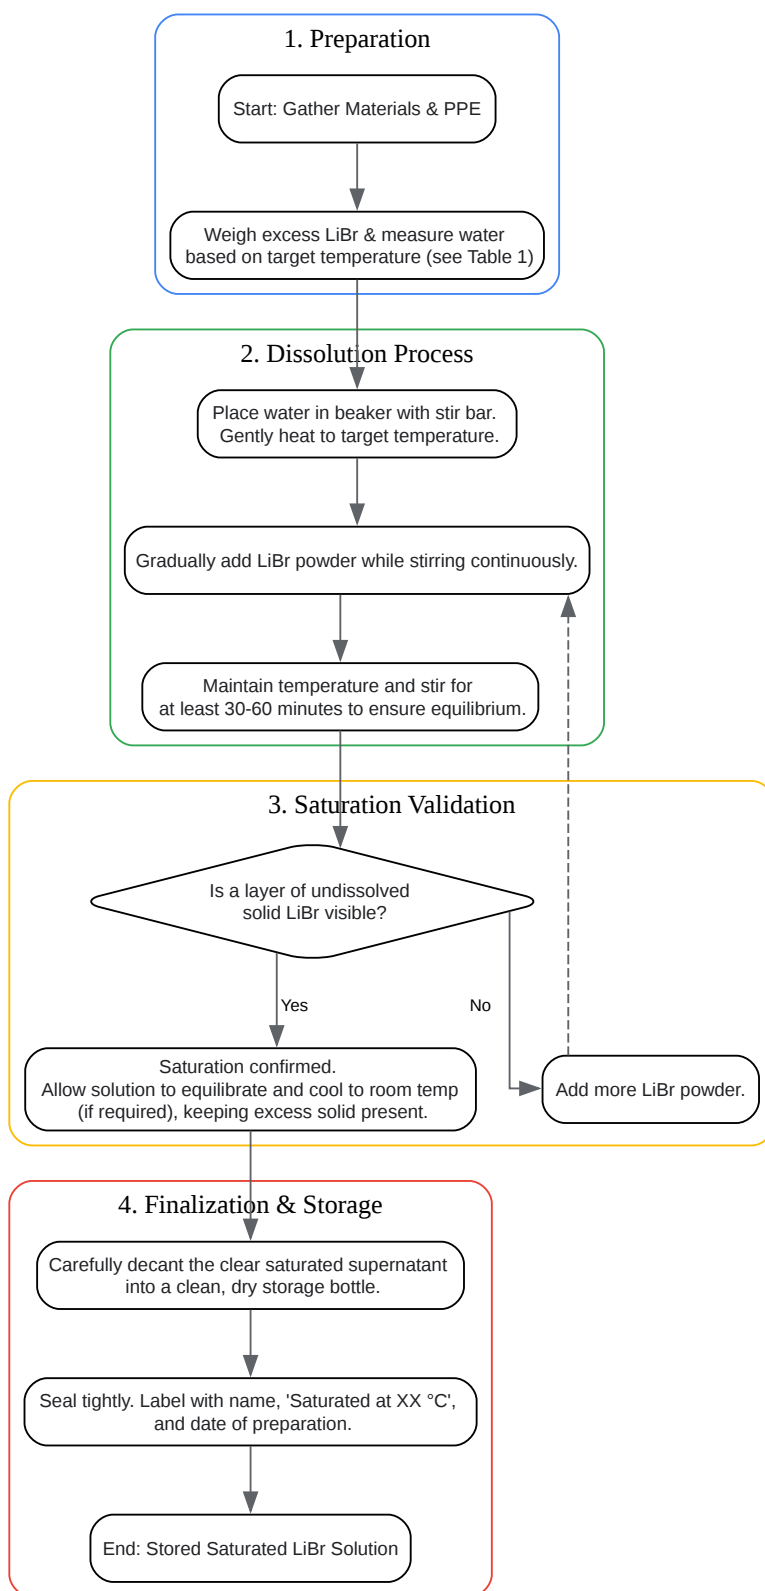 1. Preparation
Start: Gather Materials & PPE
Weigh excess LiBr & measure water
based on target temperature (see Table 1)
2. Dissolution Process
Place water in beaker with stir bar.
Gently heat to target temperature.
Gradually add LiBr powder while stirring continuously.
Maintain temperature and stir for
at least 30-60 minutes to ensure equilibrium.
3. Saturation Validation
Is a layer of undissolved
solid LiBr visible?
Yes
No
Saturation confirmed.
Allow solution to equilibrate and cool to room temp
(if required), keeping excess solid present.
Add more LiBr powder.
4. Finalization & Storage
Carefully decant the clear saturated supernatant
into a clean, dry storage bottle.
Seal tightly. Label with name, 'Saturated at XX °C',
and date of preparation.
End: Stored Saturated LiBr Solution